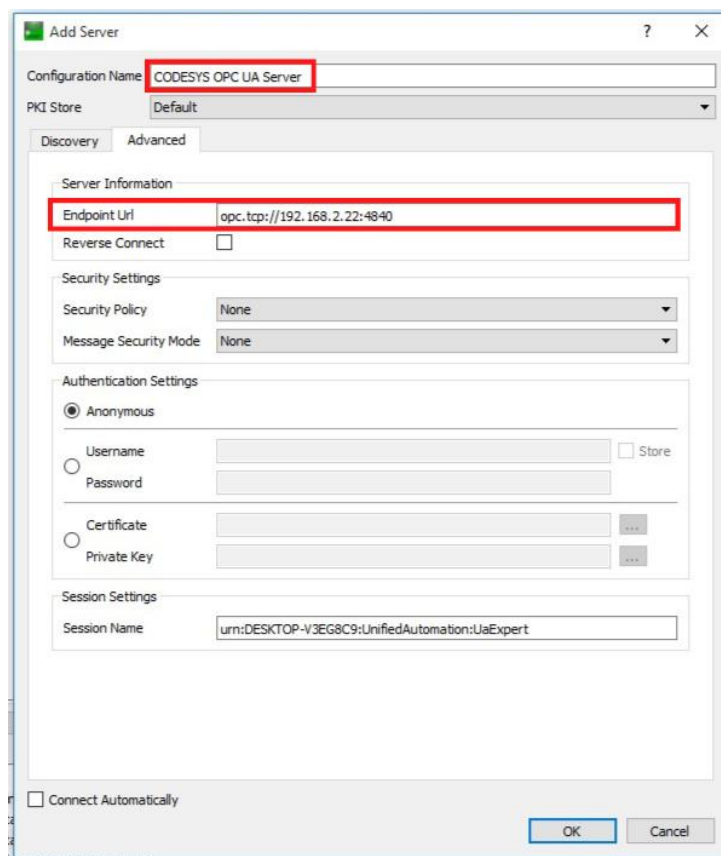 Add Server
?
Configuration Name CODESYS OPC UA Server
PKI Store Default
Discovery Advanced
Server Information
Endpoint Url opc.tcp://192.168.2.22:4840
Reverse Connect
Security Settings
Security Policy None
Message Security Mode None
Authentication Settings
Anonymous
Username Store
Password
Certificate ...
Private Key ...
Session Settings
Session Name urn:DESKTOP-V3EG8C9:UnifiedAutomation:UaExpert
Connect Automatically
OK Cancel